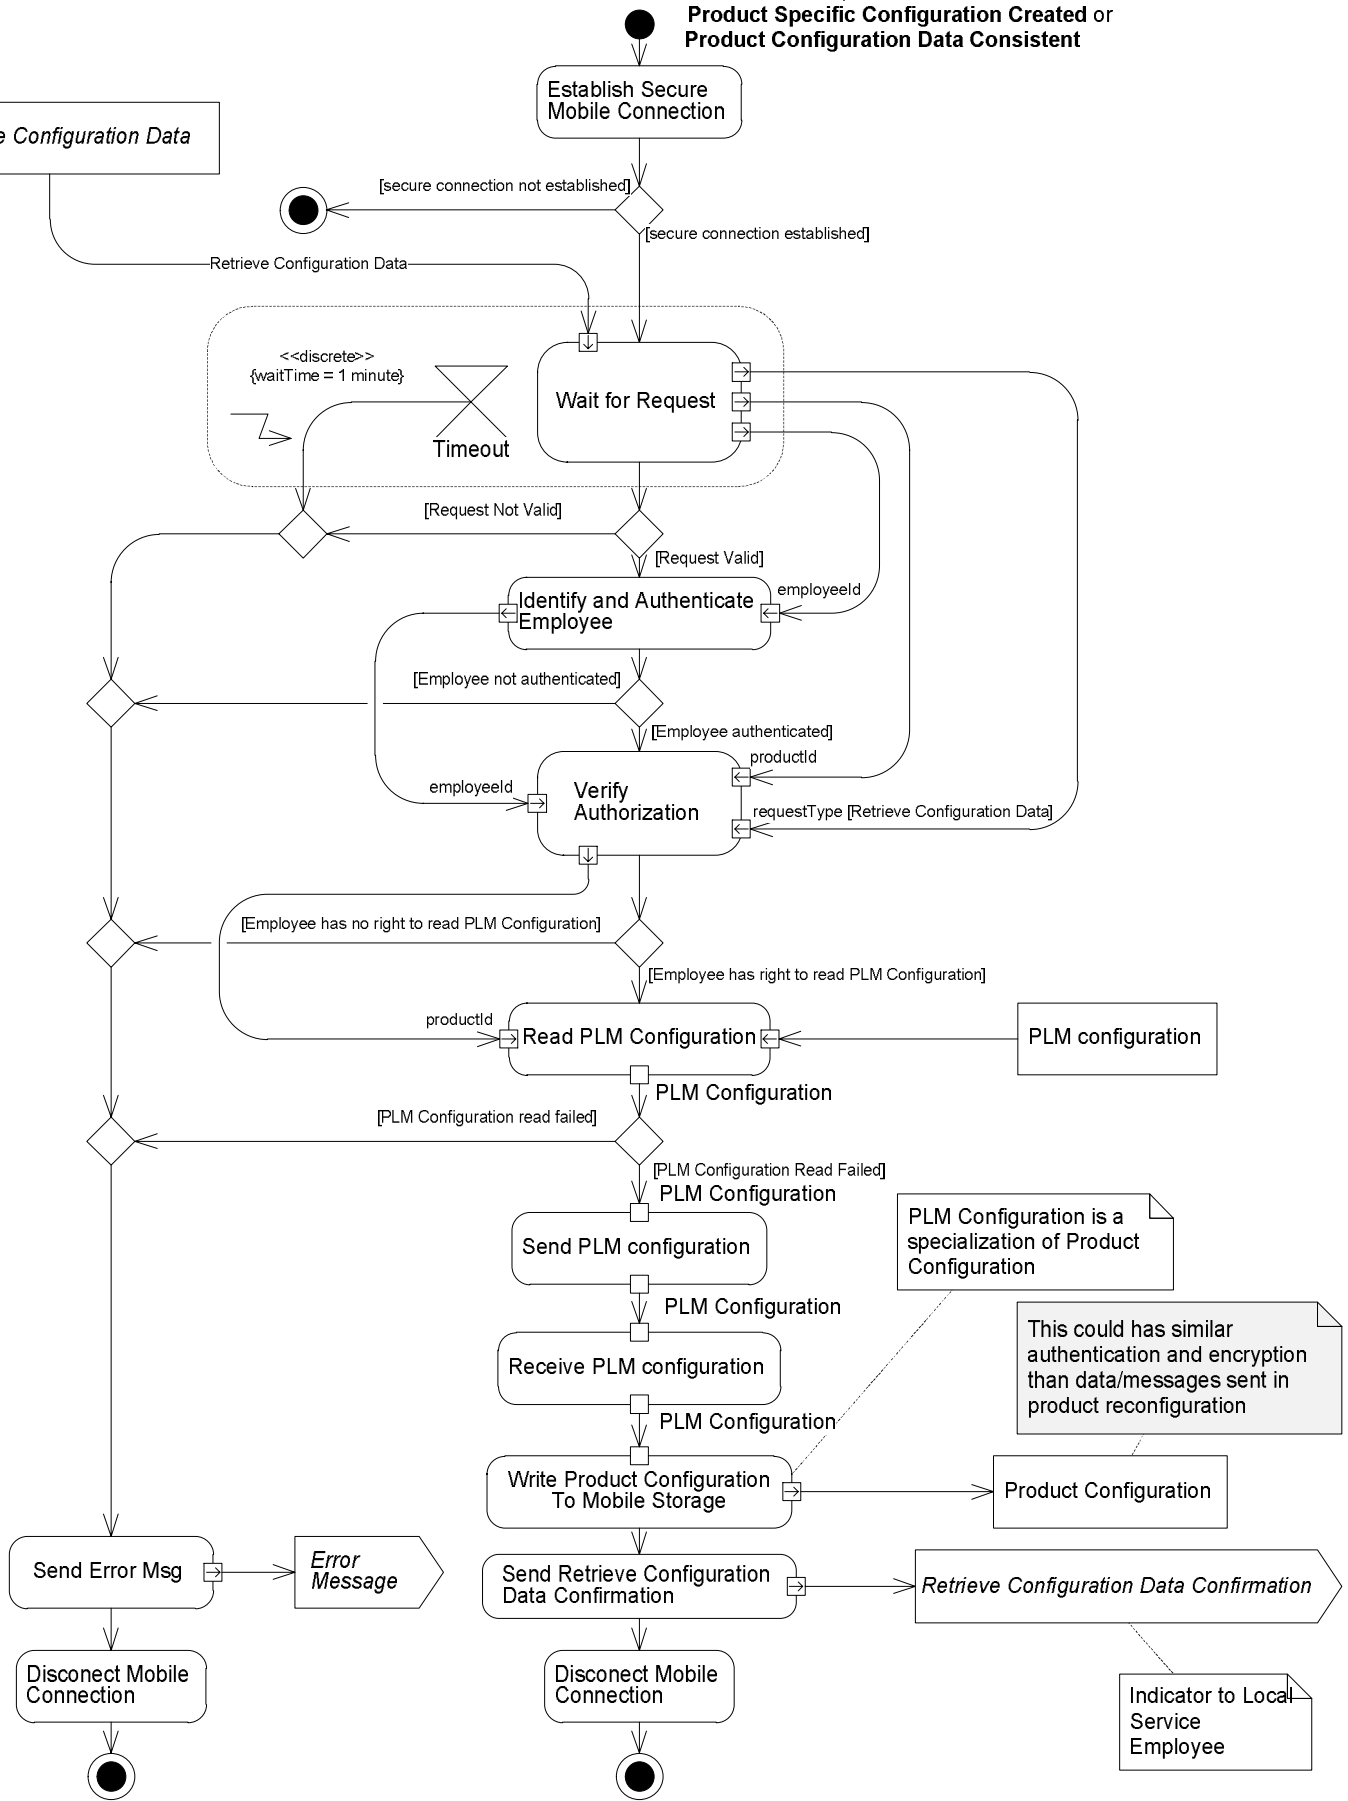 Product Specific Configuration Created or
Product Configuration Data Consistent
Establish Secure
Mobile Connection
e Configuration Data
[secure connection not established]
[secure connection established]
Retrieve Configuration Data
<<discrete>>
{waitTime = 1 minute}
Timeout
Wait for Request
[Request Not Valid]
[Request Valid]
employeeId
Identify and Authenticate
Employee
[Employee not authenticated]
[Employee authenticated]
productId
employeeId
Verify
Authorization
requestType [Retrieve Configuration Data]
[Employee has no right to read PLM Configuration]
[Employee has right to read PLM Configuration]
productId
Read PLM Configuration
PLM configuration
PLM Configuration
[PLM Configuration read failed]
[PLM Configuration Read Failed]
PLM Configuration
Send PLM configuration
PLM Configuration is a
specialization of Product
Configuration
PLM Configuration
Receive PLM configuration
This could has similar
authentication and encryption
than data/messages sent in
product reconfiguration
PLM Configuration
Write Product Configuration
To Mobile Storage
Product Configuration
Send Error Msg
Error
Message
Send Retrieve Configuration
Data Confirmation
Retrieve Configuration Data Confirmation
Disconect Mobile
Connection
Disconect Mobile
Connection
Indicator to Local
Service
Employee